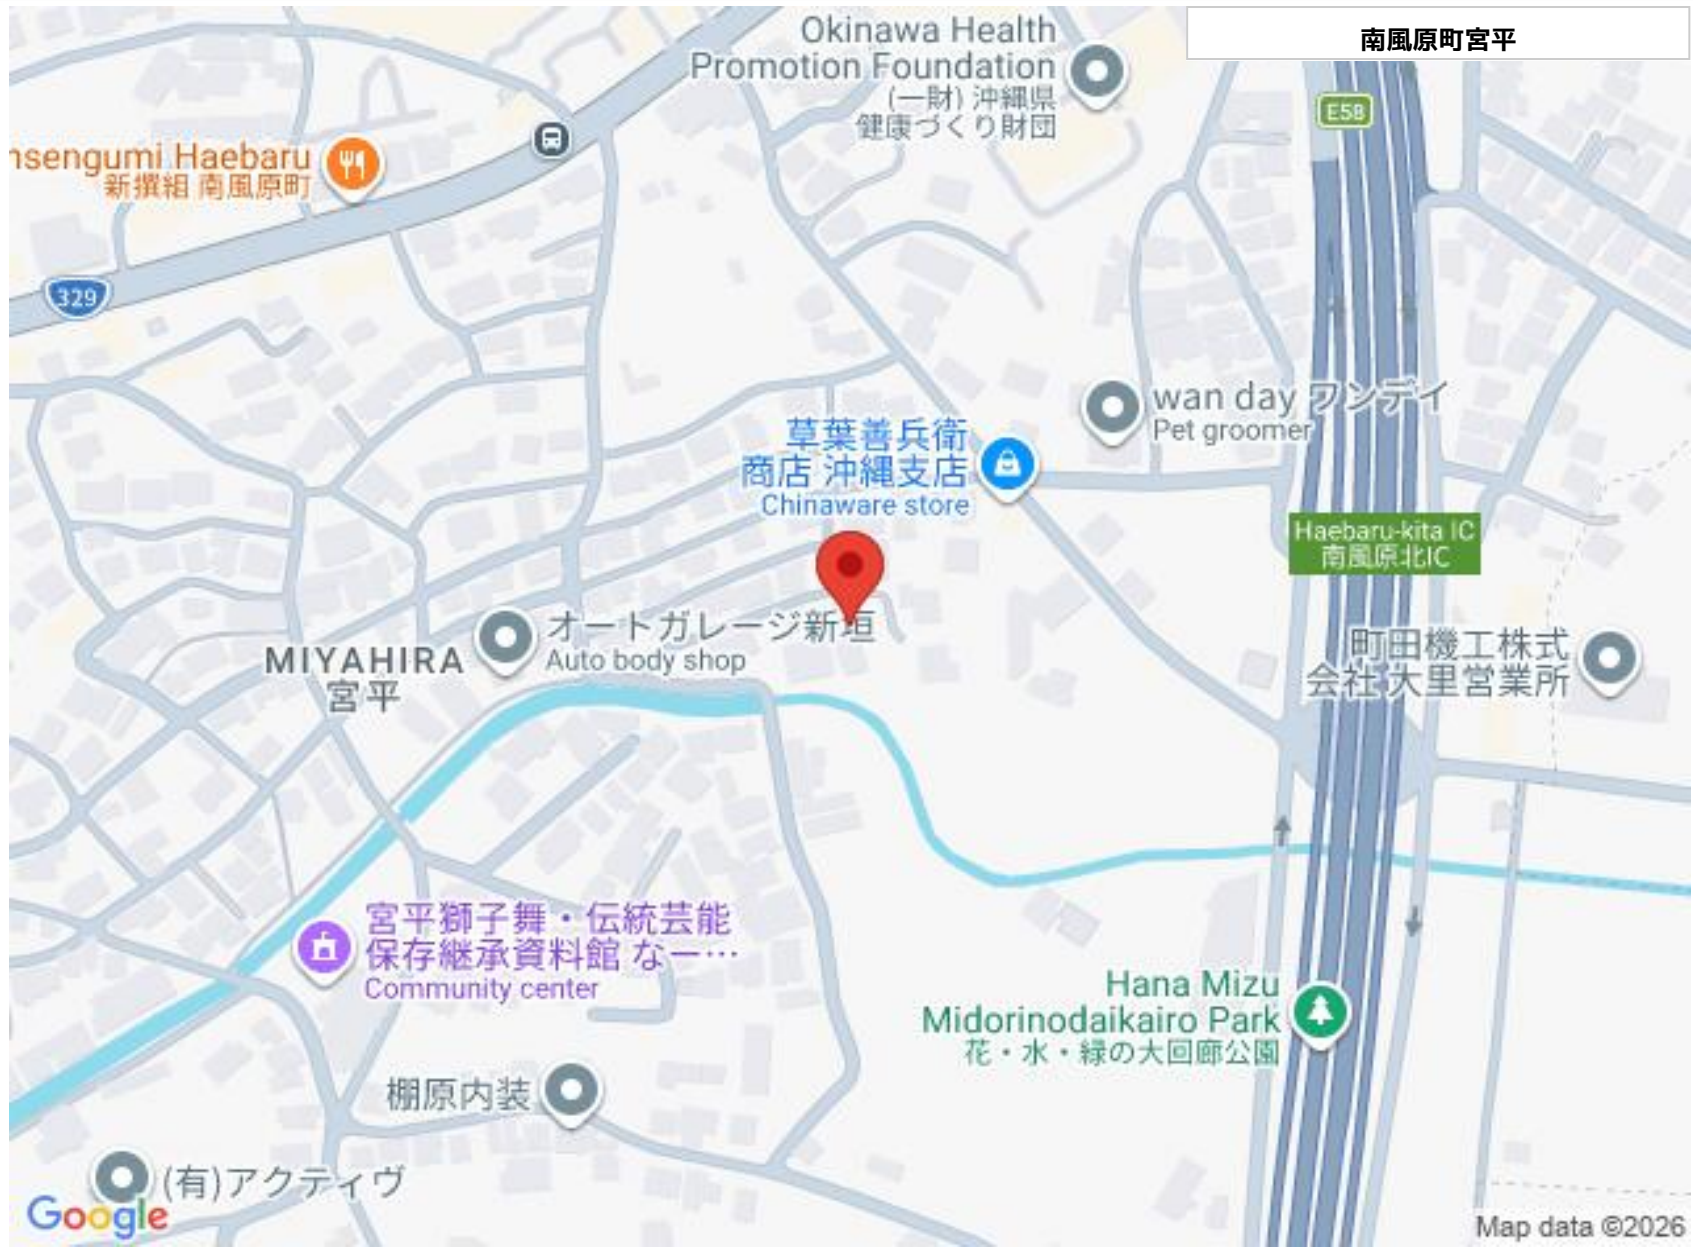 南風原町宮平
Okinawa Health
Promotion Foundation
(一財) 沖縄県
健康づくり財団
E58
nsengumi Haebaru
新撰組 南風原町
329
wan day ワンデイ
Pet groomer
草葉善兵衛
商店 沖縄支店
Chinaware store
Haebaru-kita IC
南風原北IC
オートガレージ新垣
Auto body shop
MIYAHIRA
宮平
町田機工株式
会社 大里営業所
宮平獅子舞・伝統芸能
保存継承資料館 なー…
Community center
Hana Mizu
Midorinodaikairo Park
花・水・緑の大回廊公園
棚原内装
(有)アクティヴ
Google
Map data ©2026